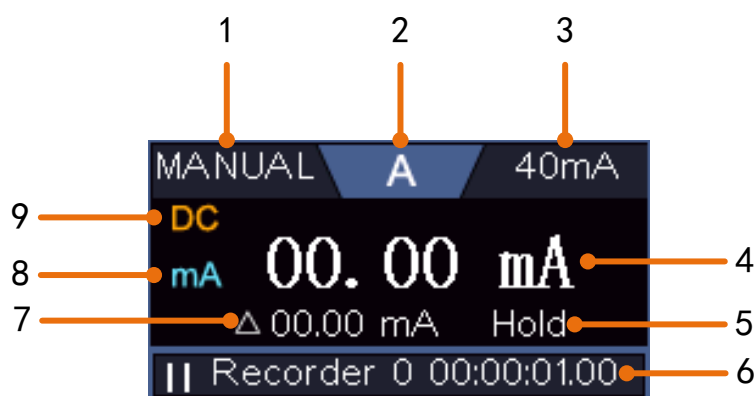 1 2 3
MANUAL A 40mA
9 DC
8 mA 00.00 mA 4
7 △ 00.00 mA Hold 5
|| Recorder 0 00:00:01.00 6